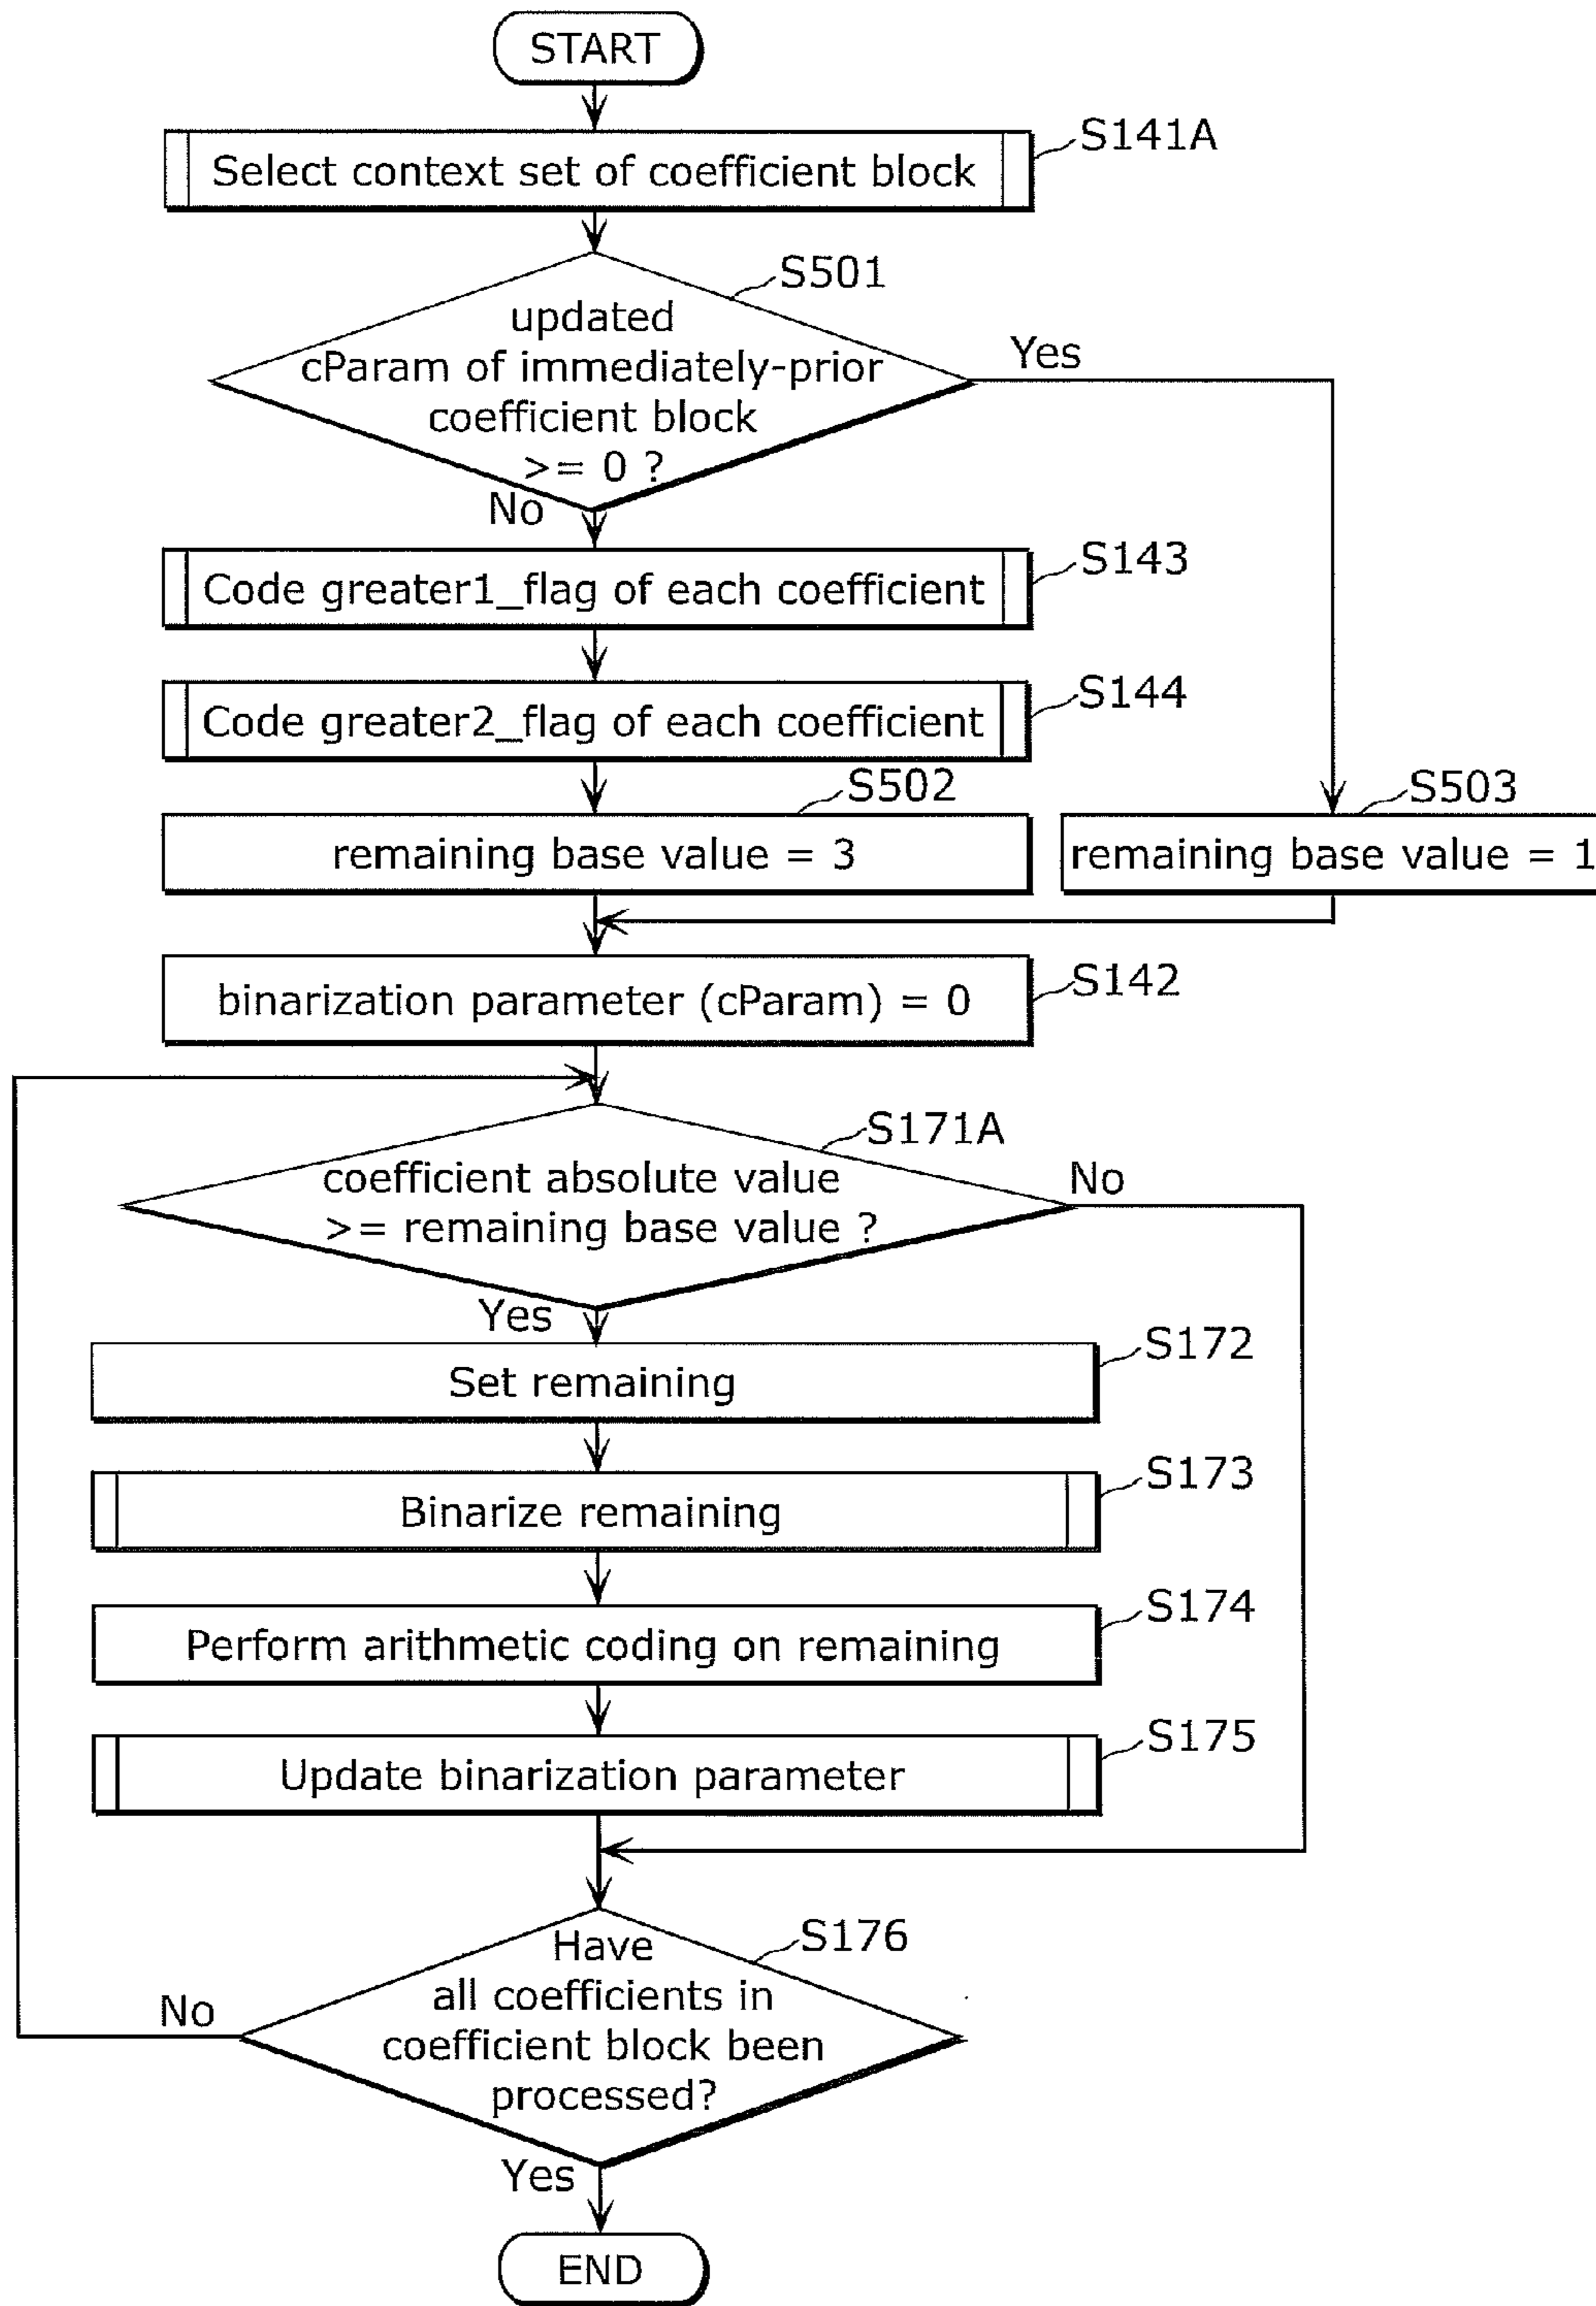 START
Select context set of coefficient block
S141A
S501
updated
cParam of immediately-prior
coefficient block
>= 0 ?
Yes
No
Code greater1_flag of each coefficient
S143
Code greater2_flag of each coefficient
S144
S502
remaining base value = 3
S503
remaining base value = 1
binarization parameter (cParam) = 0
S142
S171A
coefficient absolute value
>= remaining base value ?
No
Yes
Set remaining
S172
Binarize remaining
S173
Perform arithmetic coding on remaining
S174
Update binarization parameter
S175
S176
Have
all coefficients in
coefficient block been
processed?
No
Yes
END